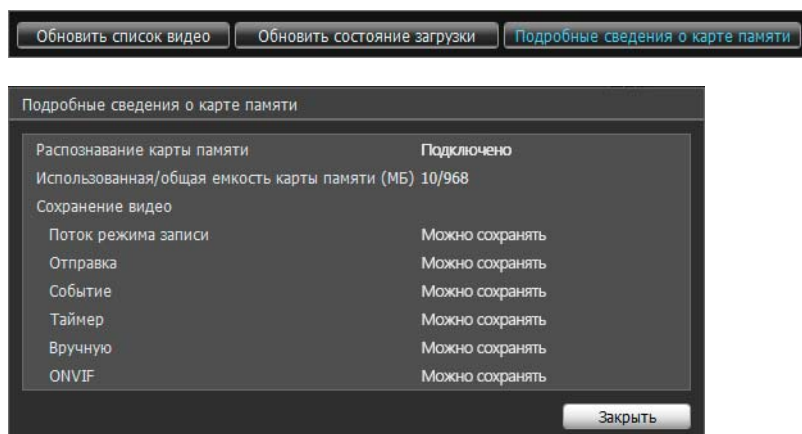 Обновить список видео Обновить состояние загрузки Подробные сведения о карте памяти
Подробные сведения о карте памяти
Распознавание карты памяти Подключено
Использованная/общая емкость карты памяти (МБ) 10/968
Сохранение видео
Поток режима записи Можно сохранять
Отправка Можно сохранять
Событие Можно сохранять
Таймер Можно сохранять
Вручную Можно сохранять
ONVIF Можно сохранять
Закрыть